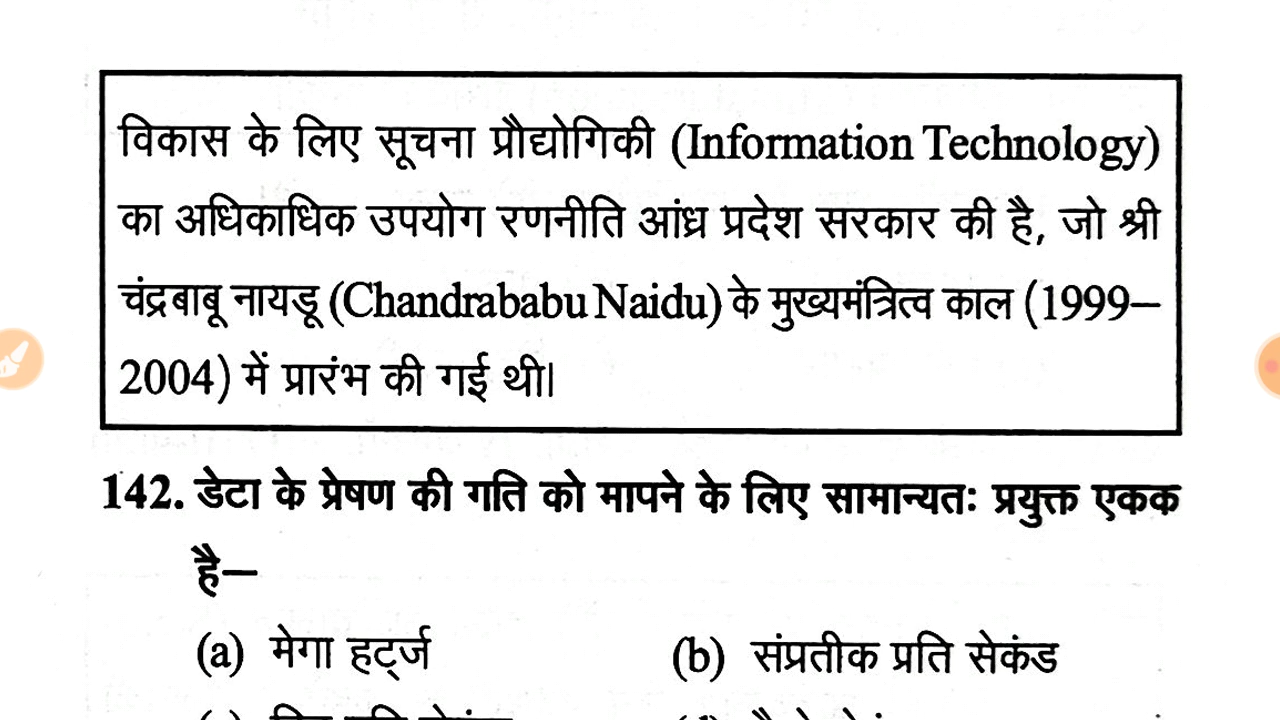 विकास के लिए सूचना प्रौद्योगिकी (Information Technology)
का अधिकाधिक उपयोग रणनीति आंध्र प्रदेश सरकार की है, जो श्री
चंद्रबाबू नायडू (Chandrababu Naidu) के मुख्यमंत्रित्व काल (1999–
2004) में प्रारंभ की गई थी।
142. डेटा के प्रेषण की गति को मापने के लिए सामान्यतः प्रयुक्त एकक
है–
(a) मेगा हर्ट्ज (b) संप्रतीक प्रति सेकंड